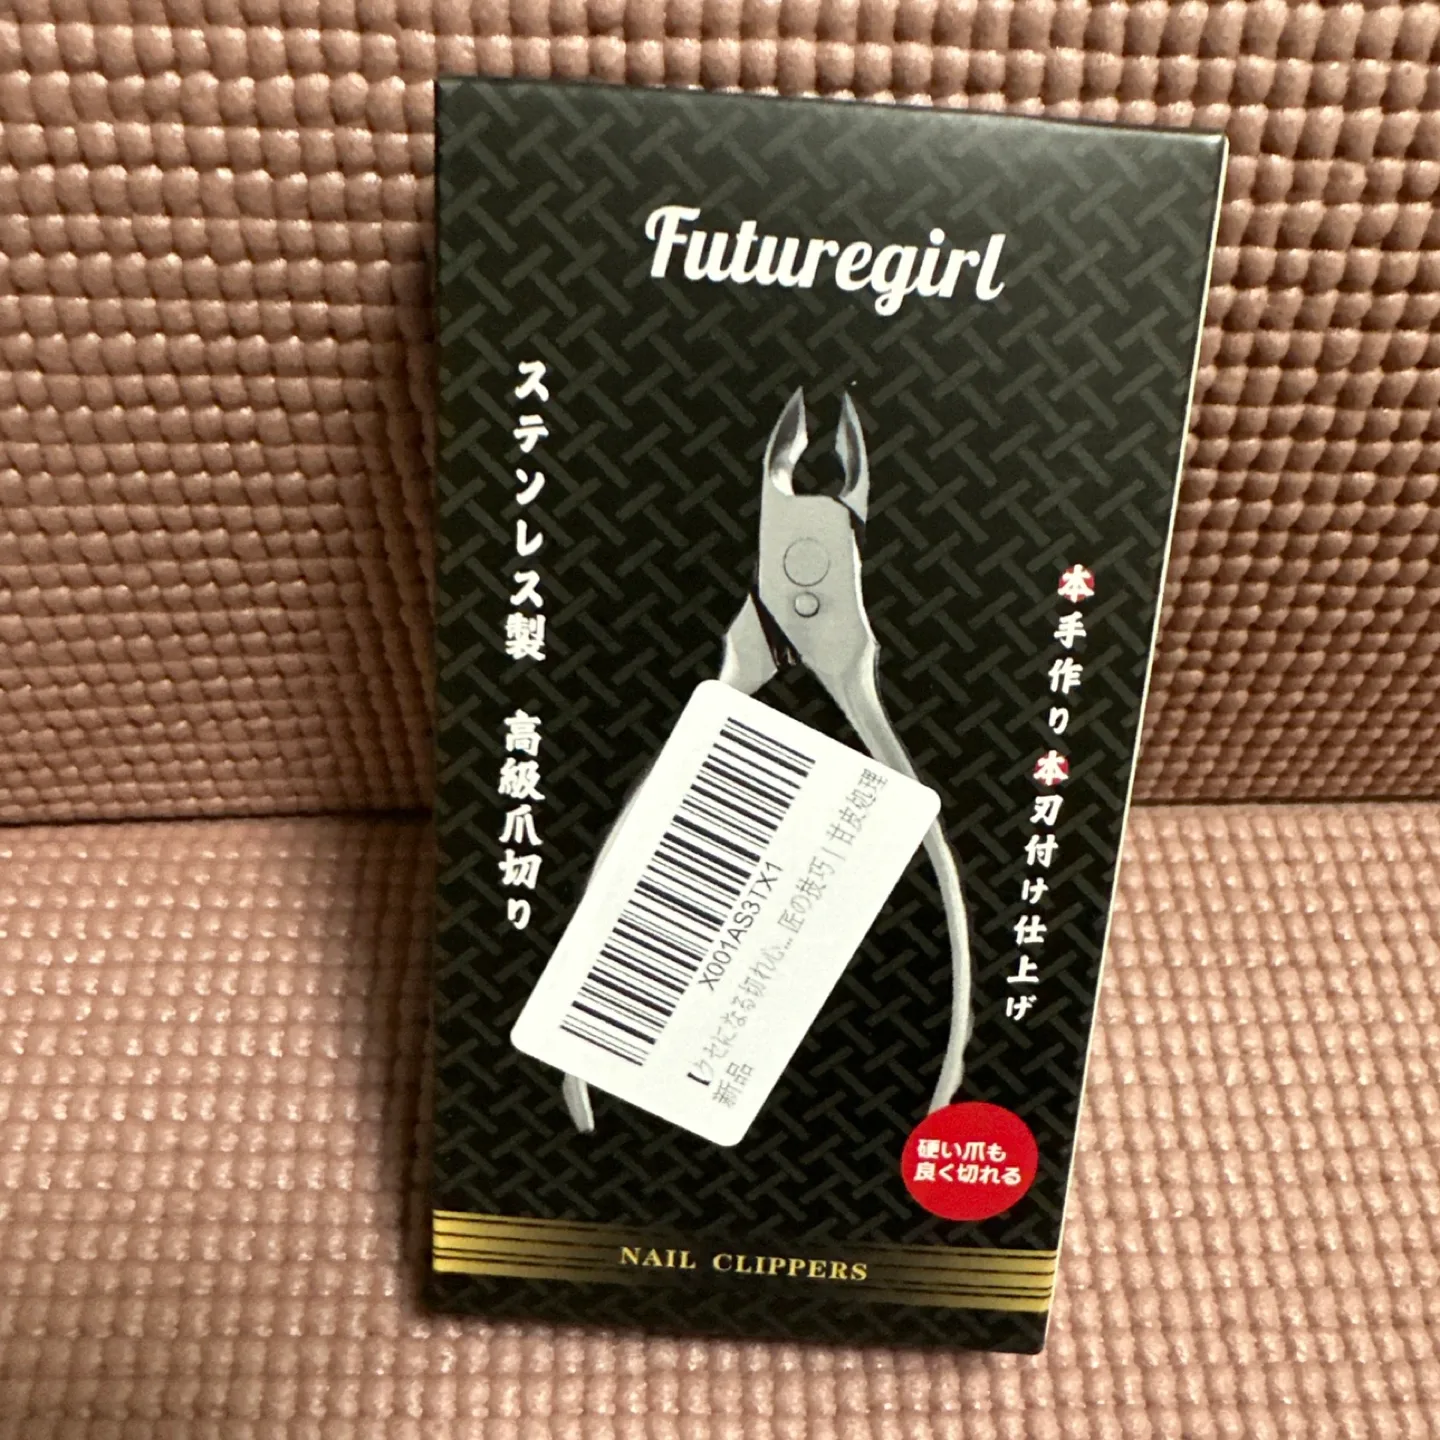 Futuregirl
ステンレス製 高級爪切り
本手作り 本刃付け仕上げ
X001AS3TX1
【クセになる切れ心... 匠の技巧 | 甘皮処理
新品
硬い爪も
良く切れる
NAIL CLIPPERS